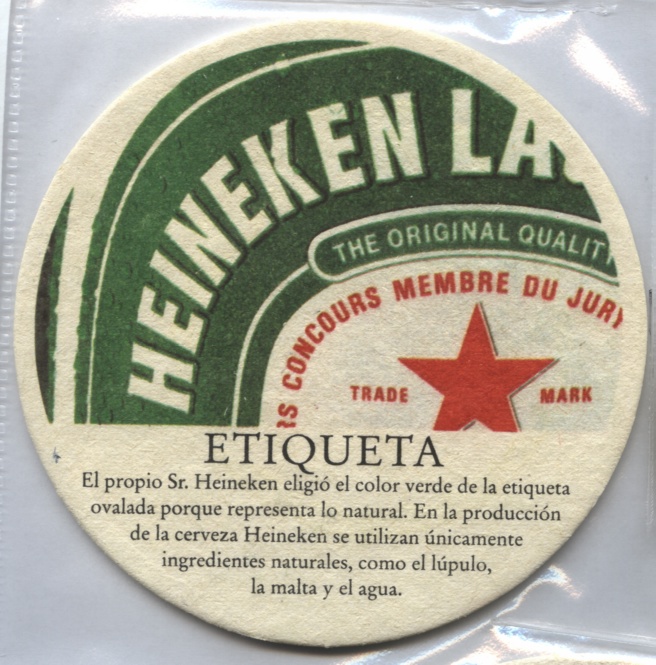 HEINEKEN LA
THE ORIGINAL QUALITY
RS CONCOURS MEMBRE DU JURY
TRADE MARK
ETIQUETA
El propio Sr. Heineken eligió el color verde de la etiqueta
ovalada porque representa lo natural. En la producción
de la cerveza Heineken se utilizan únicamente
ingredientes naturales, como el lúpulo,
la malta y el agua.